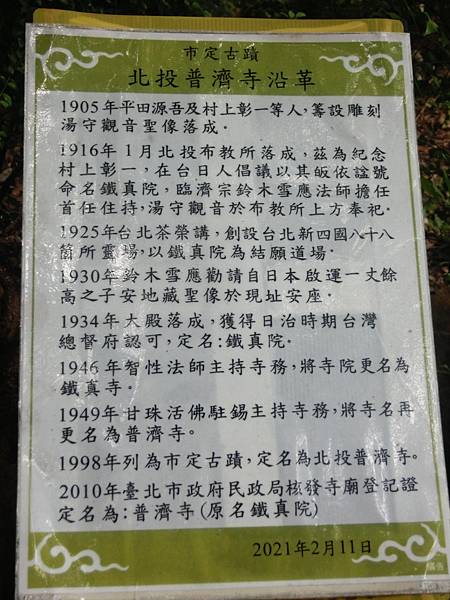 市定古蹟
北投普濟寺沿革
1905年平田源吾及村上彰一等人,籌設雕刻
湯守觀音聖像落成。
1916年1月北投布教所落成,茲為紀念
村上彰一,在台日人倡議以其皈依諡號
命名鐵真院,臨濟宗鈴木雪應法師擔任
首任住持,湯守觀音於布教所上方奉祀。
1925年台北茶榮講,創設台北新四國八十八
箇所靈場,以鐵真院為結願道場。
1930年鈴木雪應勸請自日本啟運一丈餘
高之子安地藏聖像於現址安座。
1934年大殿落成,獲得日治時期台灣
總督府認可,定名:鐵真院。
1946年智性法師主持寺務,將寺院更名為
鐵真寺。
1949年甘珠活佛駐錫主持寺務,將寺名再
更名為普濟寺。
1998年列為市定古蹟,定名為北投普濟寺。
2010年臺北市政府民政局核發寺廟登記證
定名為:普濟寺(原名鐵真院)
2021年2月11日